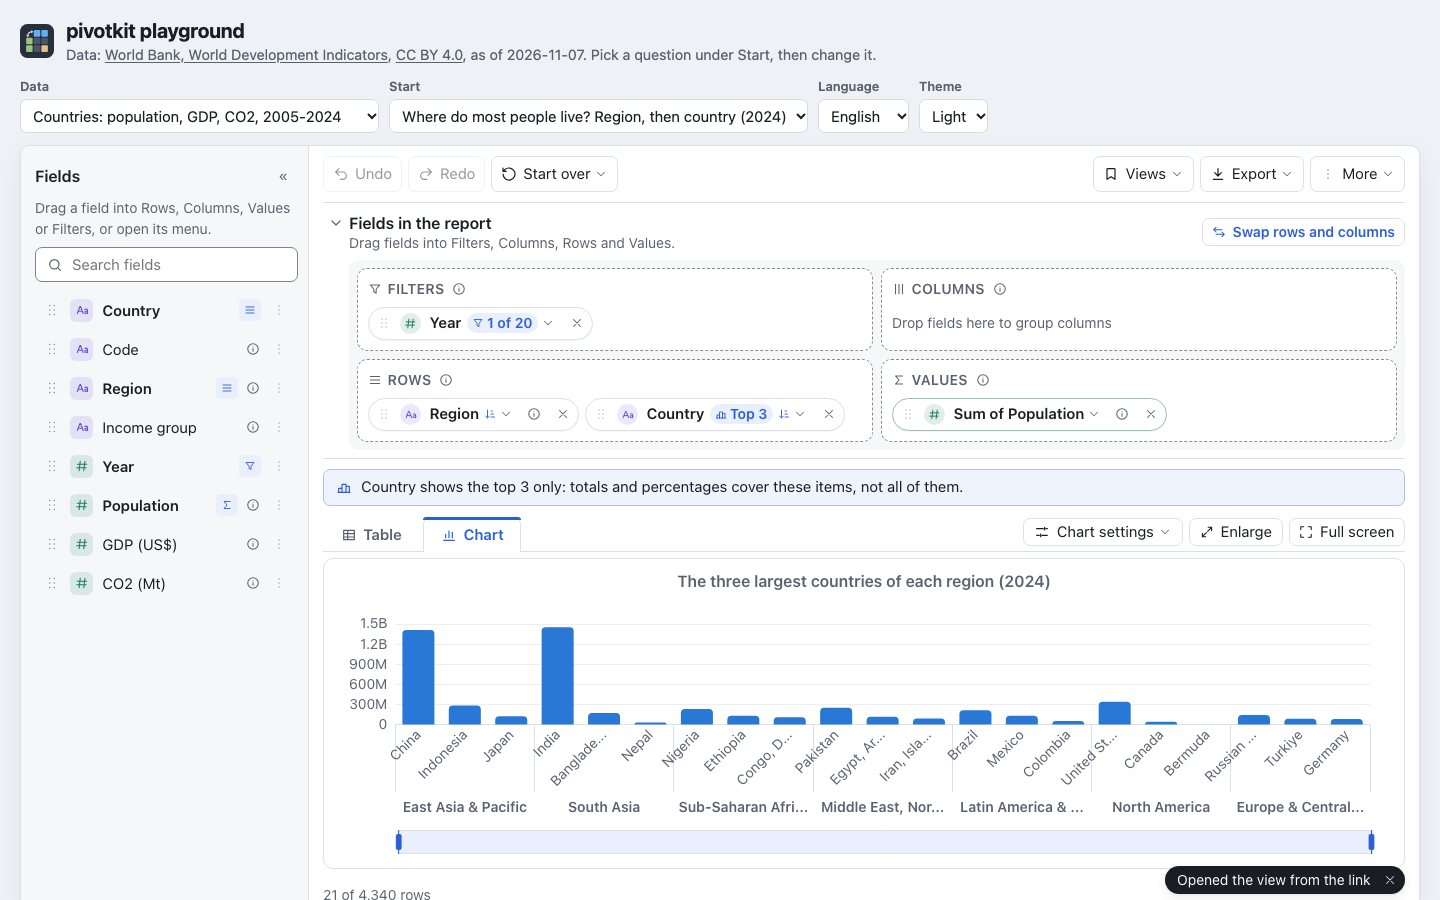 pivotkit playground
Data: World Bank, World Development Indicators, CC BY 4.0, as of 2026-11-07. Pick a question under Start, then change it.
Data
Start
Language
Theme
Countries: population, GDP, CO2, 2005-2024
Where do most people live? Region, then country (2024)
English
Light
Fields
«
Drag a field into Rows, Columns, Values
or Filters, or open its menu.
Search fields
Aa Country
Aa Code
Aa Region
Aa Income group
# Year
# Population Σ
# GDP (US$)
# CO2 (Mt)
Undo
Redo
Start over
Views
Export
More
Fields in the report
Drag fields into Filters, Columns, Rows and Values.
Swap rows and columns
FILTERS
# Year 1 of 20
COLUMNS
Drop fields here to group columns
ROWS
Aa Region
Aa Country Top 3
Σ VALUES
# Sum of Population
Country shows the top 3 only: totals and percentages cover these items, not all of them.
Table
Chart
Chart settings
Enlarge
Full screen
The three largest countries of each region (2024)
1.5B
1.2B
900M
600M
300M
0
China
Indonesia
Japan
India
Banglade...
Nepal
Nigeria
Ethiopia
Congo, D...
Pakistan
Egypt, Ar...
Iran, Isla...
Brazil
Mexico
Colombia
United St...
Canada
Bermuda
Russian ...
Turkiye
Germany
East Asia & Pacific
South Asia
Sub-Saharan Afri...
Middle East, Nor...
Latin America & ...
North America
Europe & Central...
21 of 4,340 rows
Opened the view from the link